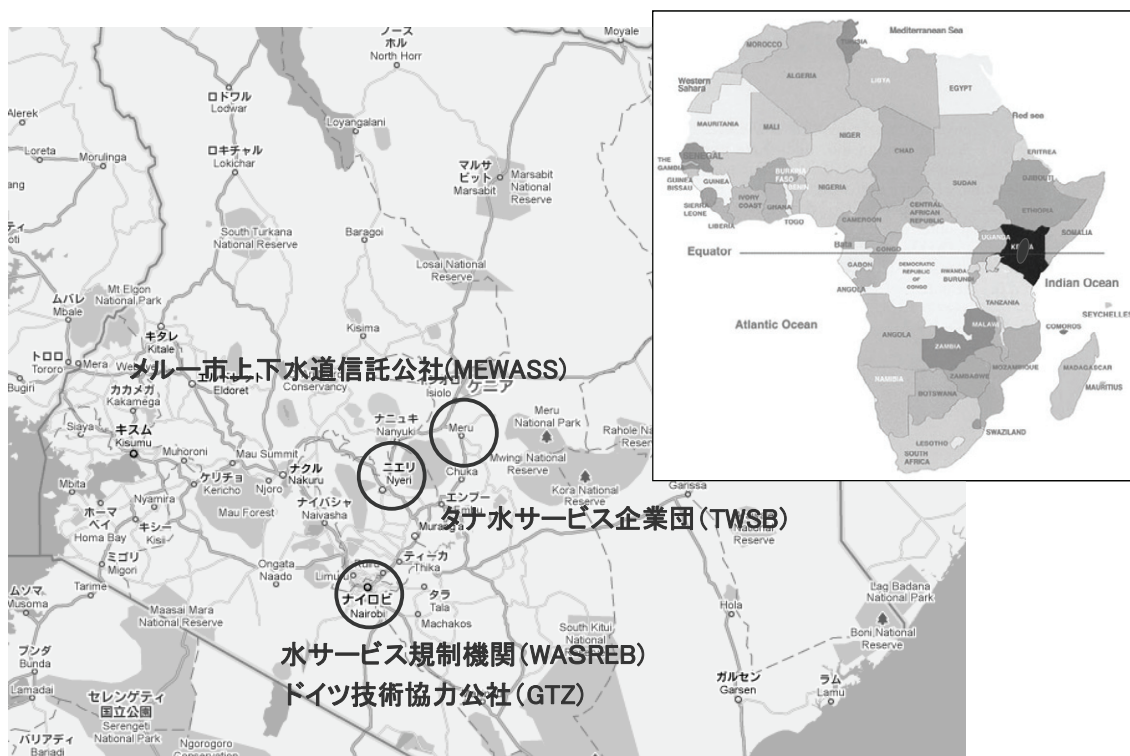 ノース
ホル
North Horr
Moyale
ロドワル
Lodwar
Alerek
Loyangalani
Loreta
Morulinga
ロキチャル
Lokichar
マルサ
ビット
Marsabit
Marsabit
National
Reserve
South Turkana
National Reserve
Baragoi
Losai National
Reserve
Mt Elgon
National Park
ムバレ
Mbale
キタレ
Kitale
Kisima
トロロ
Tororo
Mera
Bugiri
メルー市上下水道信託公社(MEWASS)
エルドレット
Eldoret
Conservancy
Isiolo
ケニア
カカメガ
Kakamega
ナニュキ
Nanyuki
Meru
Meru
National Park
Rahole
Siaya
キスム
Kisumu
Muhoroni
Mau Summit
ニエリ
Nyeri
Chuka
Mwingi National
Reserve
Kora National
Reserve
Garissa
ケリチョ
Kericho
Njoro
ナクル
Nakuru
Mbita
Nyamira
Mau Forest
ナイバシャ
Naivasha
エンブー
Murang'a
タナ水サービス企業団(TWSB)
National
Reserve
ホーマ
ベイ
Homa Bay
キシー
Kisii
ミゴリ
Migori
Ongata
Naado
Limuru
ティーカ
Thika
Tarime
ムソマ
Musoma
Maasai Mara
National Reserve
ナイロビ
Nairobi
タラ
Tala
Machakos
Hola
Lag Badana
National Park
Boni National
Reserve
South Kitui
National
水サービス規制機関(WASREB)
ドイツ技術協力公社(GTZ)
ブンダ
Bunda
Lamadai
セレンゲティ
国立公園
Serengeti
National Park
ガルセン
Garsen
ラム
Lamu
バリアディ
Bariadi
Ngorogoro
Conservation
Mediterranean Sea
MOROCCO
TUNISIA
ALGERIA
LIBYA
EGYPT
Western
Sahara
Red sea
MAURITANIA
MALI
NIGER
CHAD
SUDAN
ERITREA
SENEGAL
THE
GAMBIA
GUINEA
BISSAU
GUINEA
BURKINA
FASO
BENIN
NIGERIA
DJIBOUTI
ETHIOPIA
SIERRA
LEONE
IVORY
COAST
GHANA
LIBERIA
TOGO
CAMEROON
CENTRAL
AFRICAN
REPUBLIC
SOMALIA
Bata
UGANDA
KENYA
Equator
CONGO
GABON
DEMOCRATIC
REPUBLIC
OF
CONGO
RWANDA
BURUNDI
Indian Ocean
ANGOLA
TANZANIA
SEYCHELLES
Atlantic Ocean
ANGOLA
MALAWI
COMOROS
ZAMBIA
MOZAMBIQUE
MADAGASCAR
ZIMBABWE
NAMIBIA
MAURITIUS
BOTSWANA
SWAZILAND
LESOTHO
SOUTH
AFRICA